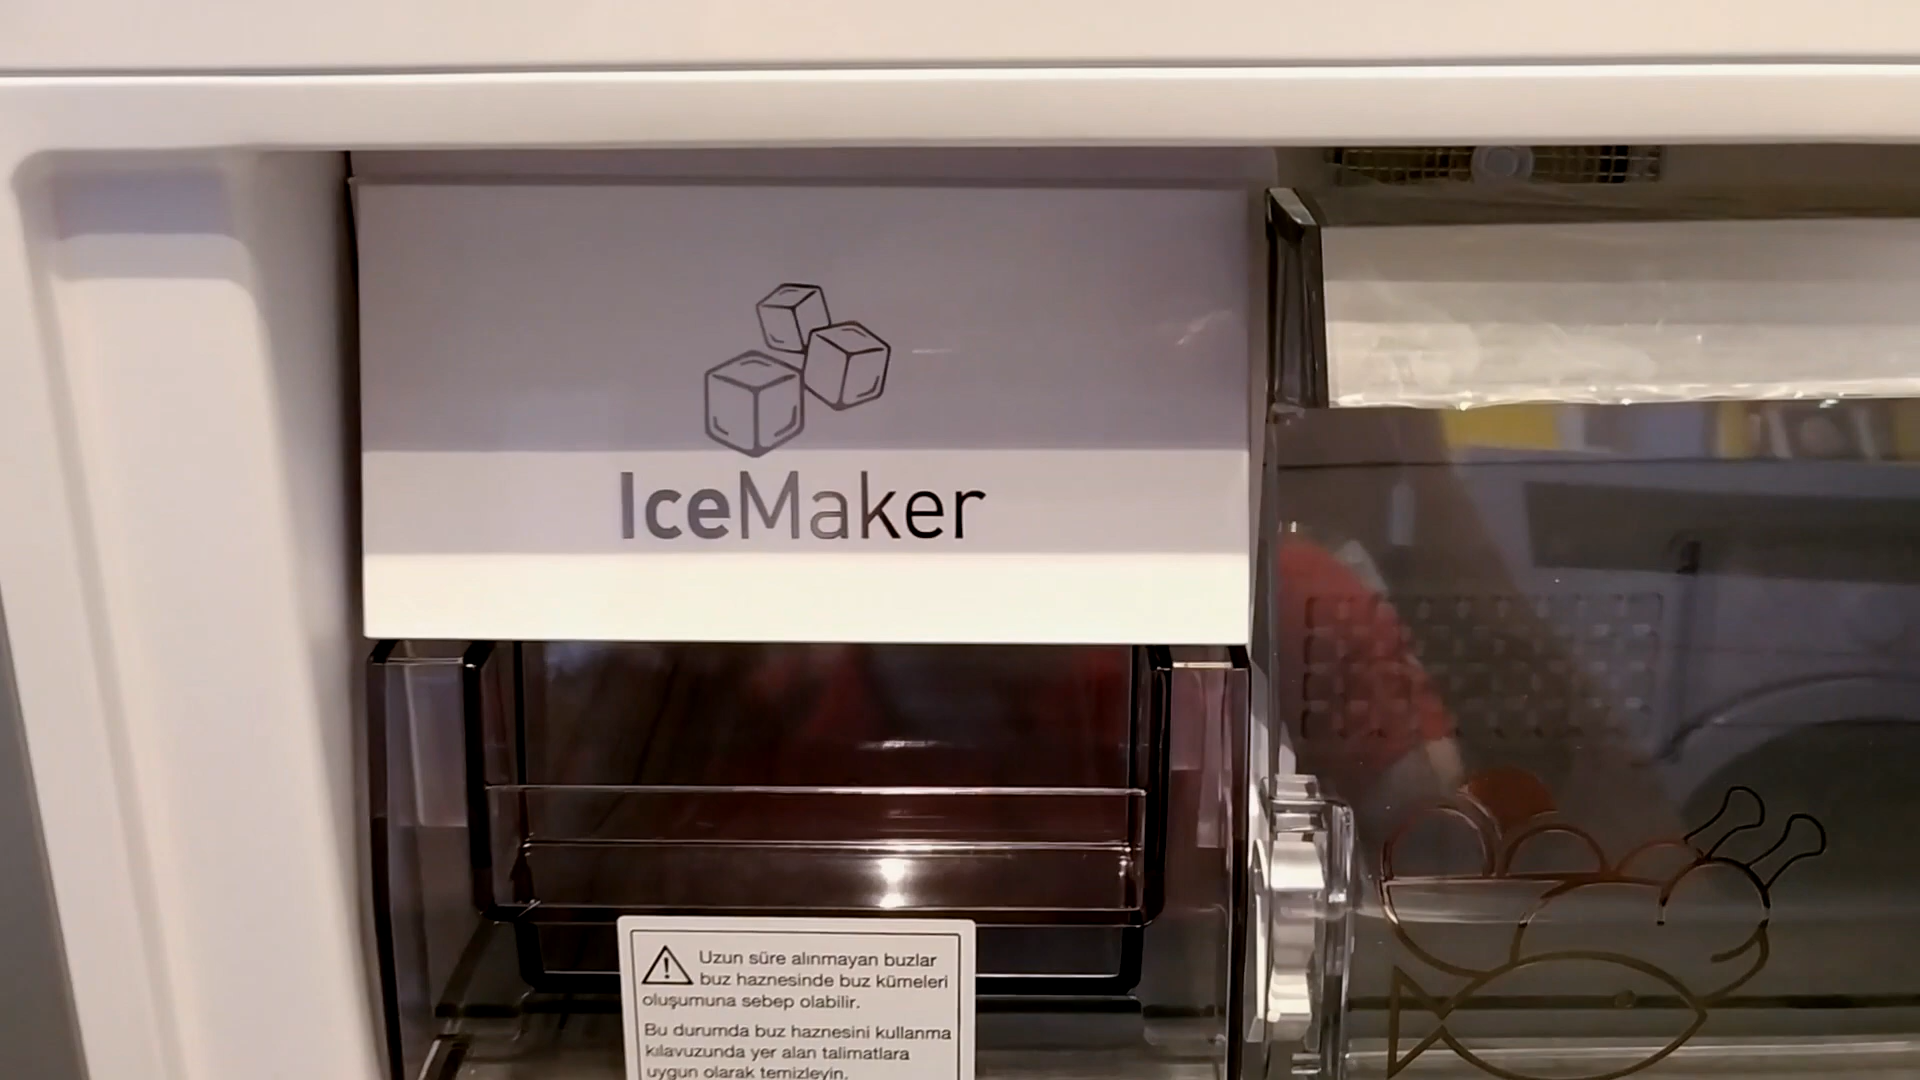 IceMaker
Uzun süre alınmayan buzlar
buz haznesinde buz kümeleri
oluşumuna sebep olabilir.
Bu durumda buz haznesini kullanma
kılavuzunda yer alan talimatlara
uygun olarak temizleyin.